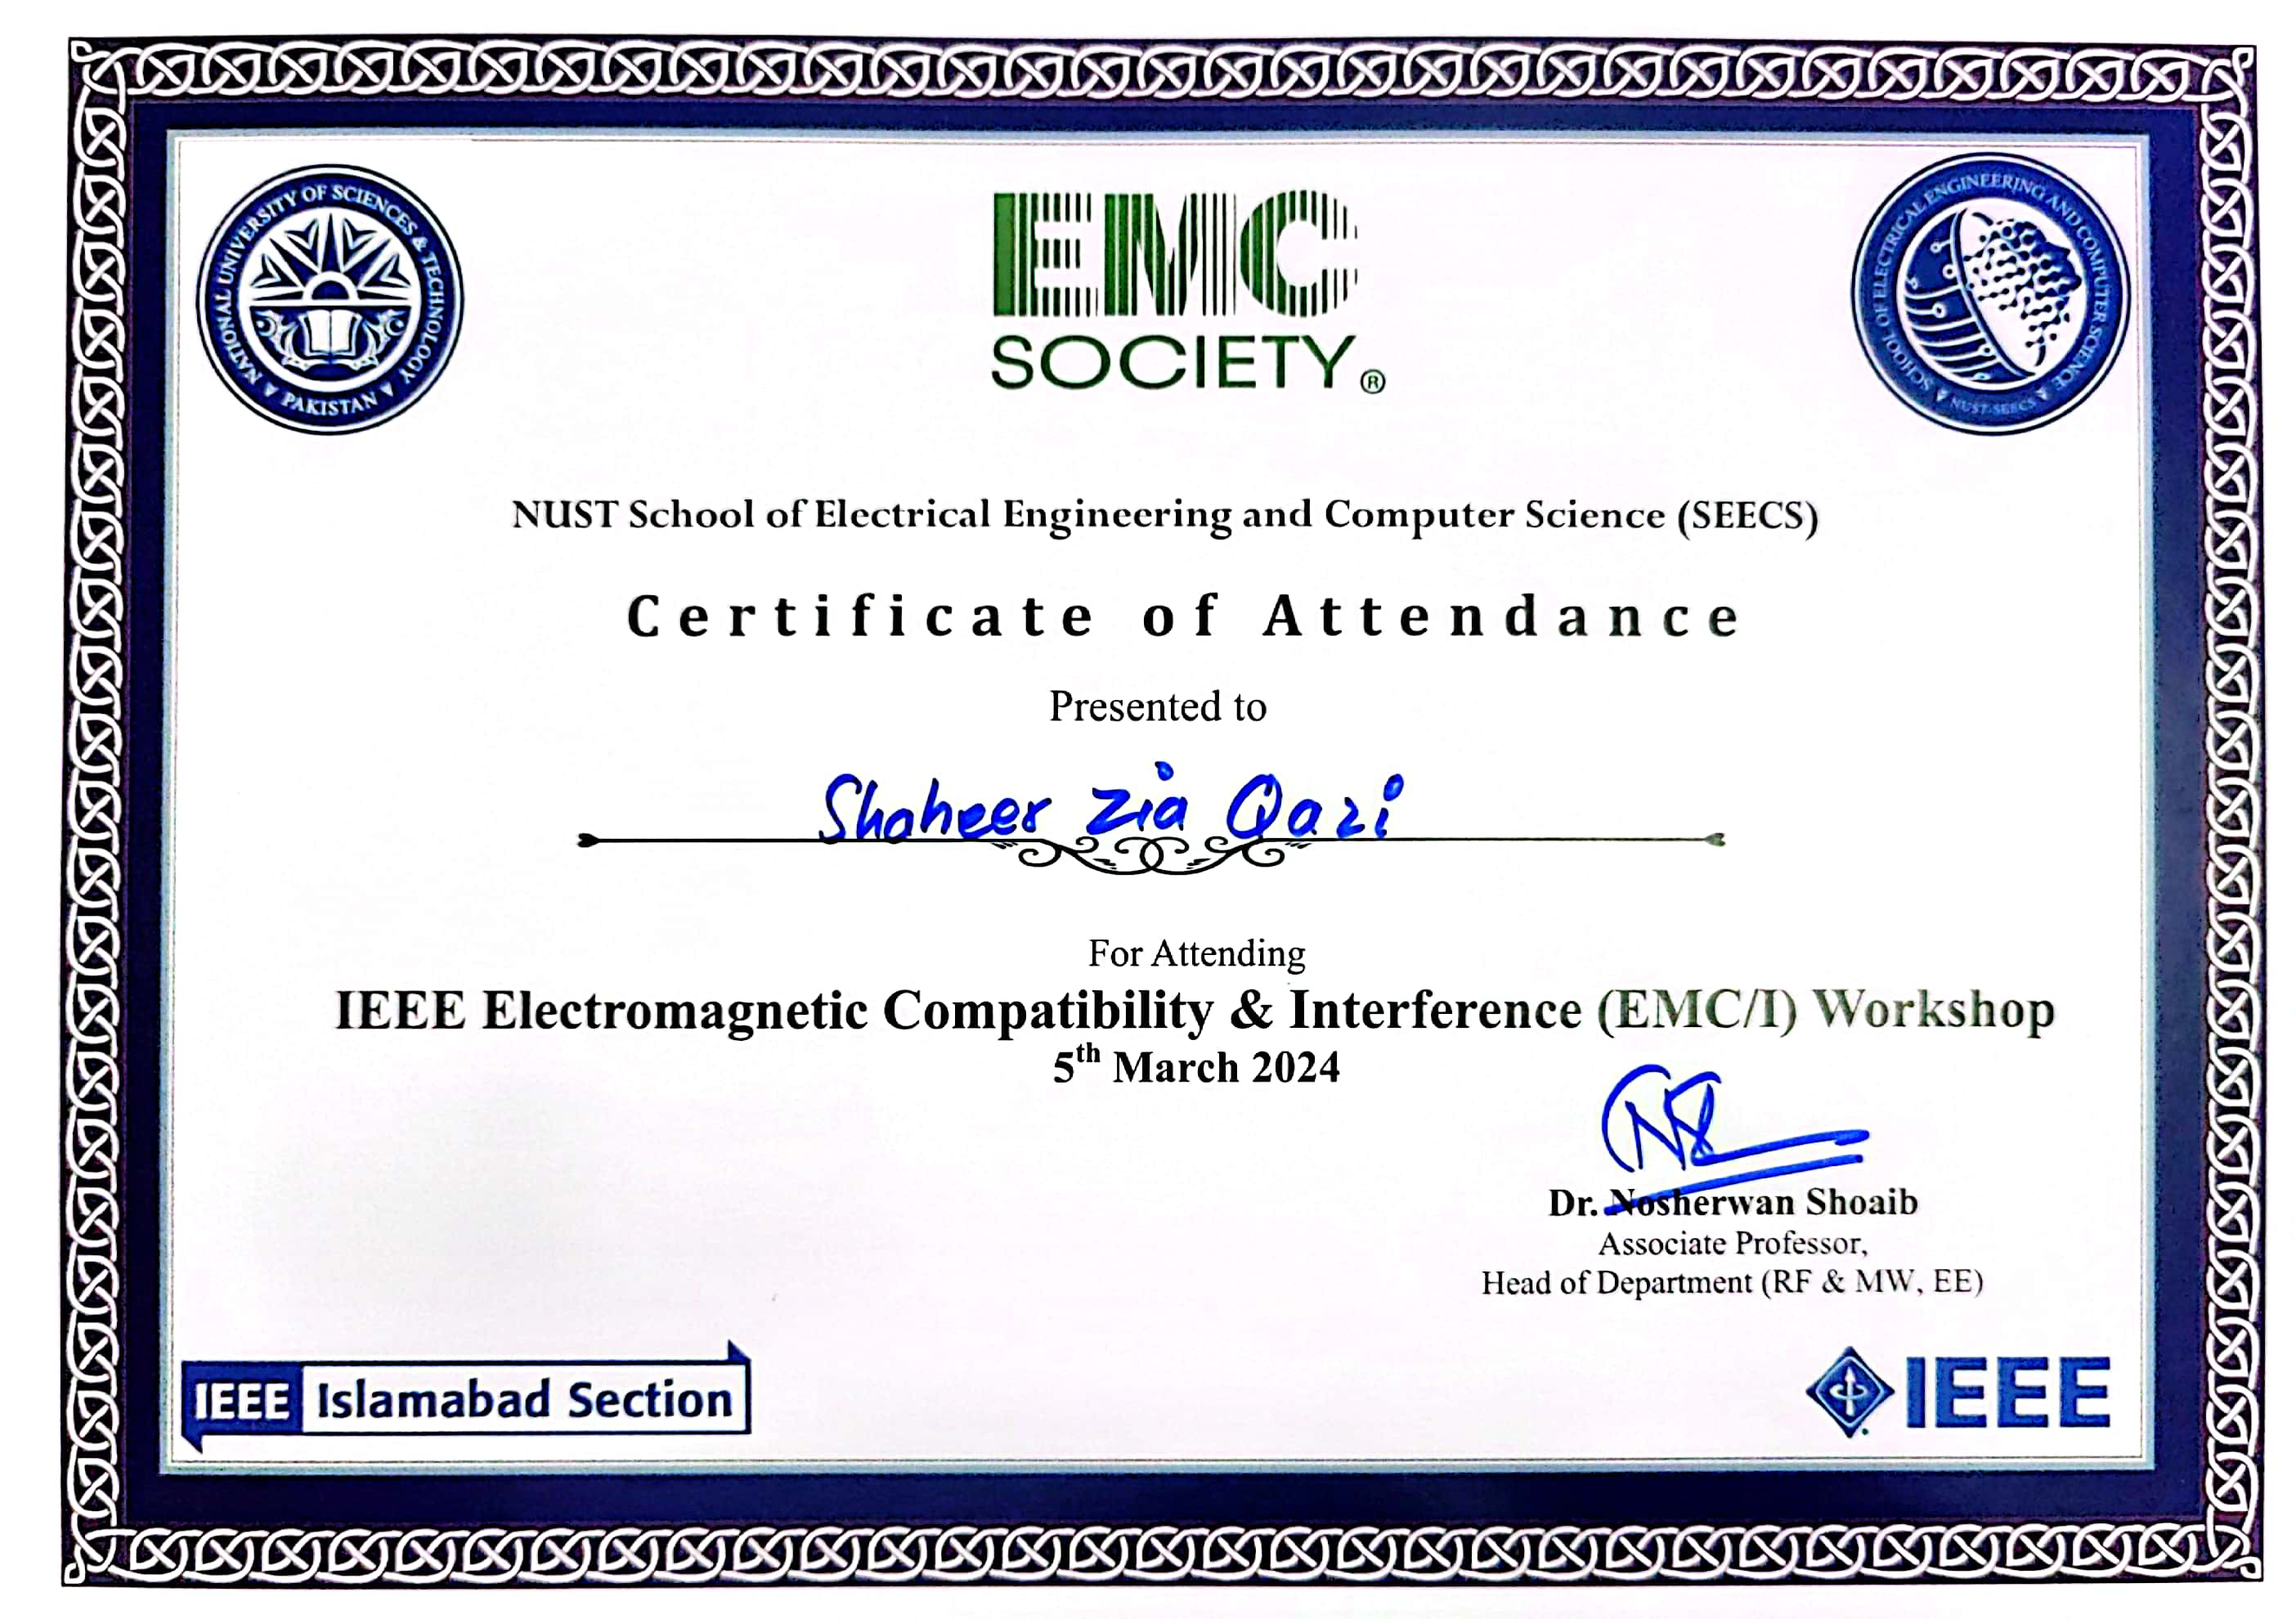 NATIONAL UNIVERSITY OF SCIENCES & TECHNOLOGY
PAKISTAN
EMC
SOCIETY®
SCHOOL OF ELECTRICAL ENGINEERING AND COMPUTER SCIENCE
NUST-SEECS
NUST School of Electrical Engineering and Computer Science (SEECS)
Certificate of Attendance
Presented to
Shaheer Zia Qazi
For Attending
IEEE Electromagnetic Compatibility & Interference (EMC/I) Workshop
5th March 2024
NS
Dr. Nosherwan Shoaib
Associate Professor,
Head of Department (RF & MW, EE)
IEEE Islamabad Section
IEEE